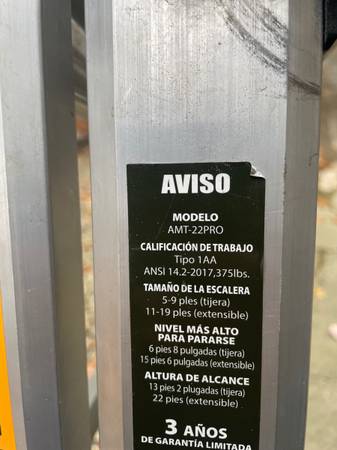 AVISO
MODELO
AMT-22PRO
CALIFICACIÓN DE TRABAJO
Tipo 1AA
ANSI 14.2-2017,375lbs.
TAMAÑO DE LA ESCALERA
5-9 pies (tijera)
11-19 pies (extensible)
NIVEL MÁS ALTO
PARA PARARSE
6 pies 8 pulgadas (tijera)
15 pies 6 pulgadas (extensible)
ALTURA DE ALCANCE
13 pies 2 plugadas (tijera)
22 pies (extensible)
3 AÑOS
DE GARANTÍA LIMITADA